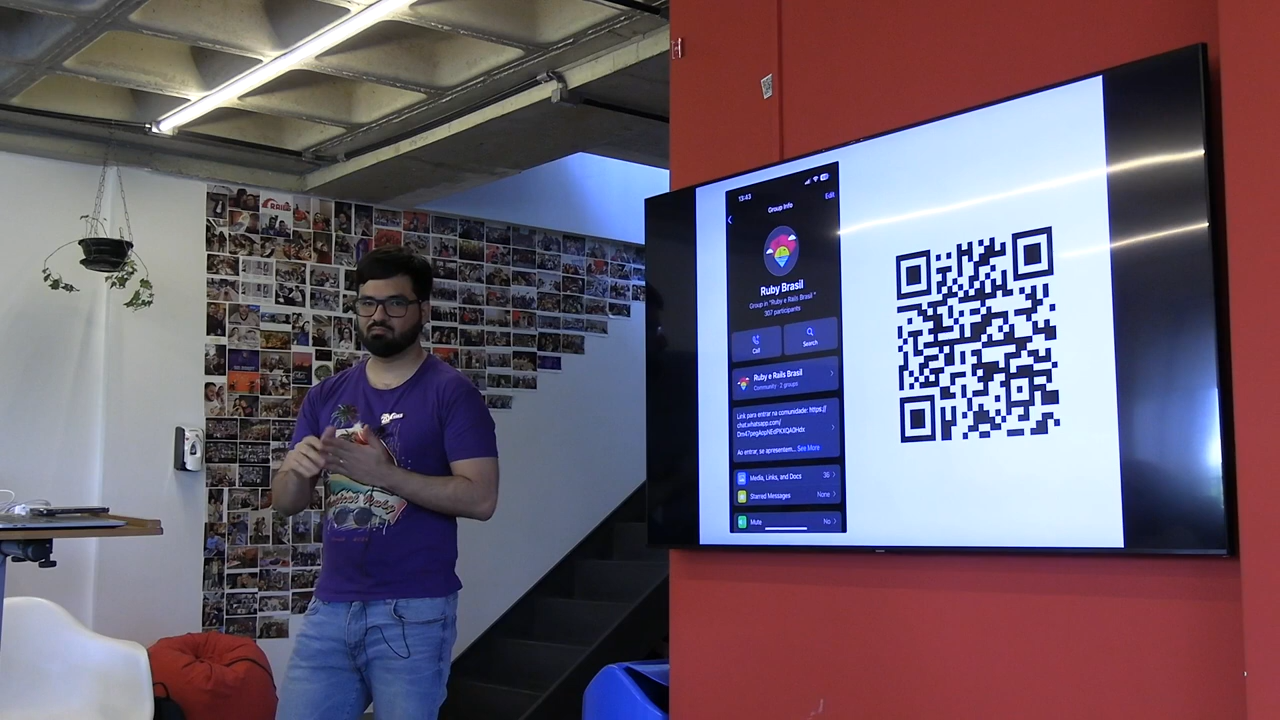 13:43
Edit
Group Info
Ruby Brasil
Group in "Ruby e Rails Brasil"
307 participants
Call
Search
Ruby e Rails Brasil
Community · 2 groups
Link para entrar na comunidade: https://
chat.whatsapp.com/
Ao entrar, se apresentem... See More
Media, Links, and Docs
36
Starred Messages
None
Mute
No